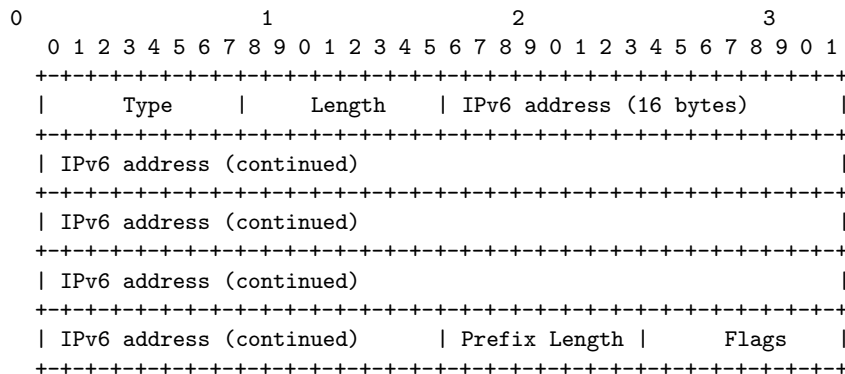 0                   1                   2                   3
 0 1 2 3 4 5 6 7 8 9 0 1 2 3 4 5 6 7 8 9 0 1 2 3 4 5 6 7 8 9 0 1
+-+-+-+-+-+-+-+-+-+-+-+-+-+-+-+-+-+-+-+-+-+-+-+-+-+-+-+-+-+-+-+-+
|     Type     |     Length    | IPv6 address (16 bytes)       |
+-+-+-+-+-+-+-+-+-+-+-+-+-+-+-+-+-+-+-+-+-+-+-+-+-+-+-+-+-+-+-+-+
| IPv6 address (continued)                                      |
+-+-+-+-+-+-+-+-+-+-+-+-+-+-+-+-+-+-+-+-+-+-+-+-+-+-+-+-+-+-+-+-+
| IPv6 address (continued)                                      |
+-+-+-+-+-+-+-+-+-+-+-+-+-+-+-+-+-+-+-+-+-+-+-+-+-+-+-+-+-+-+-+-+
| IPv6 address (continued)                                      |
+-+-+-+-+-+-+-+-+-+-+-+-+-+-+-+-+-+-+-+-+-+-+-+-+-+-+-+-+-+-+-+-+
| IPv6 address (continued)      | Prefix Length |      Flags    |
+-+-+-+-+-+-+-+-+-+-+-+-+-+-+-+-+-+-+-+-+-+-+-+-+-+-+-+-+-+-+-+-+